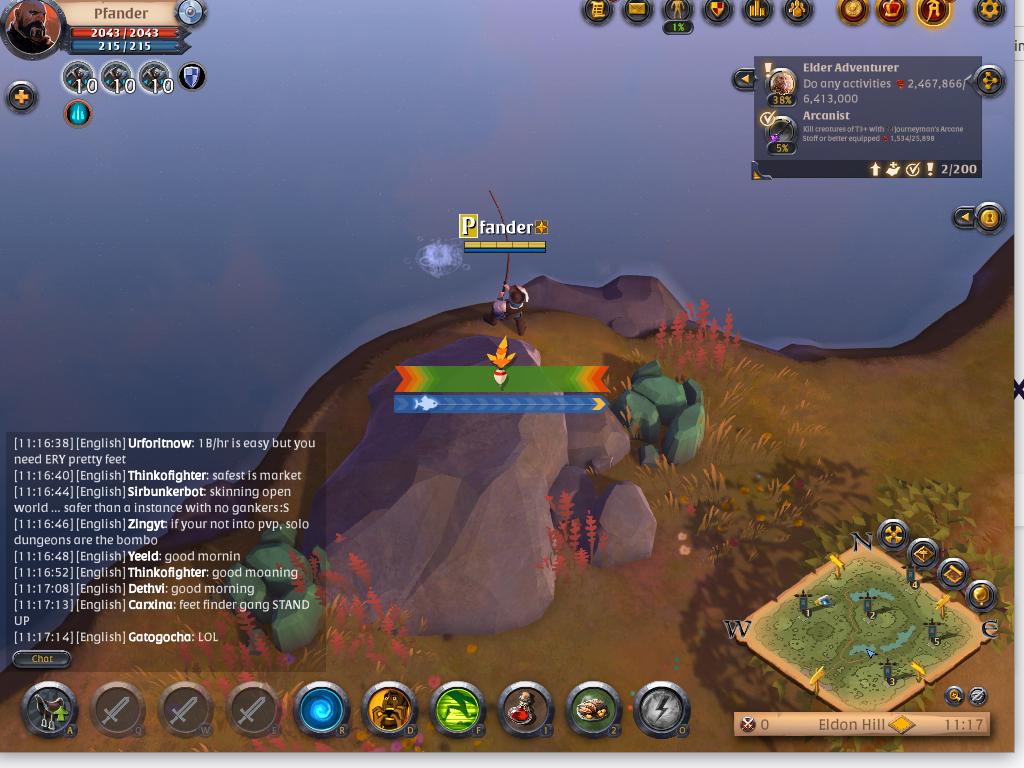 Pfander
2043/2043
215/215
10 10 10
1%
Elder Adventurer
Do any activities 2,467,866/
6,413,000
38%
Arcanist
Kill creatures of T3+ with Journeyman's Arcane
Staff or better equipped 1,534/25,898
5%
2/200
Pfander
[11:16:38] [English] Urforitnow: 1B/hr is easy but you
need ERY pretty feet
[11:16:40] [English] Thinkofighter: safest is market
[11:16:44] [English] Sirbunkerbot: skinning open
world ... safer than a instance with no gankers:S
[11:16:46] [English] Zingyt: if your not into pvp, solo
dungeons are the bombo
[11:16:48] [English] Yeeld: good mornin
[11:16:52] [English] Thinkofighter: good moaning
[11:17:08] [English] Dethvi: good morning
[11:17:13] [English] Carxina: feet finder gang STAND
UP
[11:17:14] [English] Gatogocha: LOL
Chat
N
W
E
1
2
3
4
5
A Q W E R D F 1 2 O
0 Eldon Hill 11:17